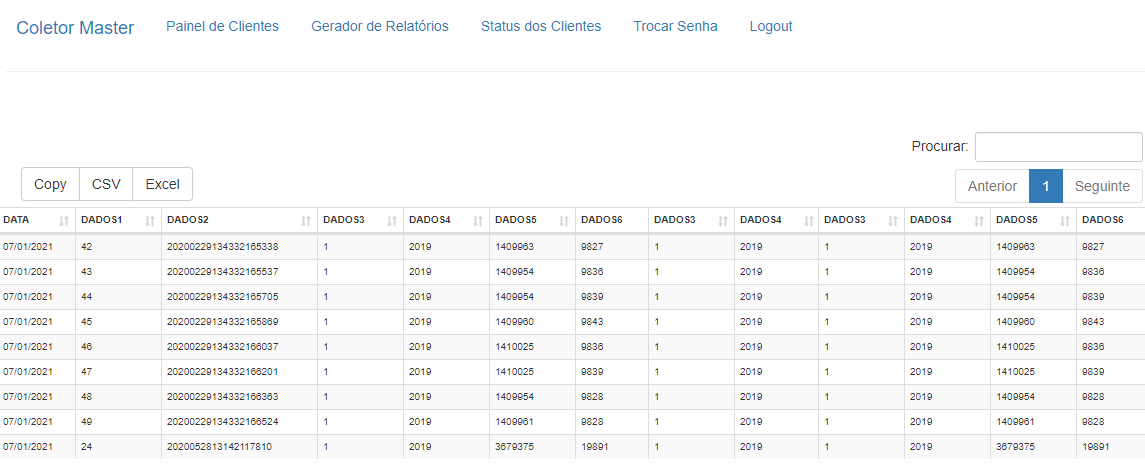 Coletor Master Painel de Clientes Gerador de Relatórios Status dos Clientes Trocar Senha Logout
Procurar:
Copy CSV Excel Anterior 1 Seguinte
DATA DADOS1 DADOS2 DADOS3 DADOS4 DADOS5 DADOS6 DADOS3 DADOS4 DADOS3 DADOS4 DADOS5 DADOS6
07/01/2021 42 20200229134332165338 1 2019 1409963 9827 1 2019 1 2019 1409963 9827
07/01/2021 43 20200229134332165537 1 2019 1409954 9836 1 2019 1 2019 1409954 9836
07/01/2021 44 20200229134332165705 1 2019 1409954 9839 1 2019 1 2019 1409954 9839
07/01/2021 45 20200229134332165869 1 2019 1409960 9843 1 2019 1 2019 1409960 9843
07/01/2021 46 20200229134332166037 1 2019 1410025 9836 1 2019 1 2019 1410025 9836
07/01/2021 47 20200229134332166201 1 2019 1410025 9839 1 2019 1 2019 1410025 9839
07/01/2021 48 20200229134332166363 1 2019 1409954 9828 1 2019 1 2019 1409954 9828
07/01/2021 49 20200229134332166524 1 2019 1409961 9828 1 2019 1 2019 1409961 9828
07/01/2021 24 2020052813142117810 1 2019 3679375 19891 1 2019 1 2019 3679375 19891